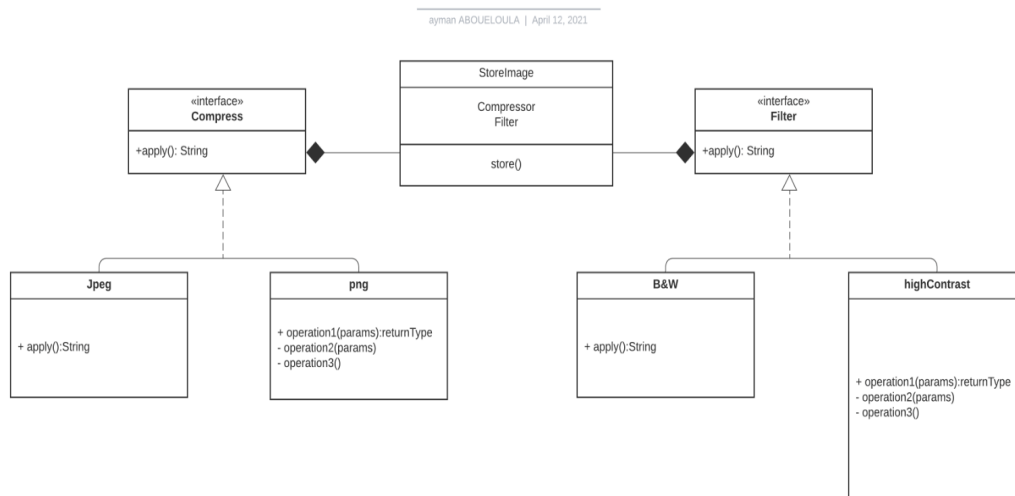 ayman ABOUELOULA | April 12, 2021
«interface»
Compress
+apply(): String
StoreImage
Compressor
Filter
store()
«interface»
Filter
+apply(): String
Jpeg
+ apply():String
png
+ operation1(params):returnType
- operation2(params)
- operation3()
B&W
+ apply():String
highContrast
+ operation1(params):returnType
- operation2(params)
- operation3()